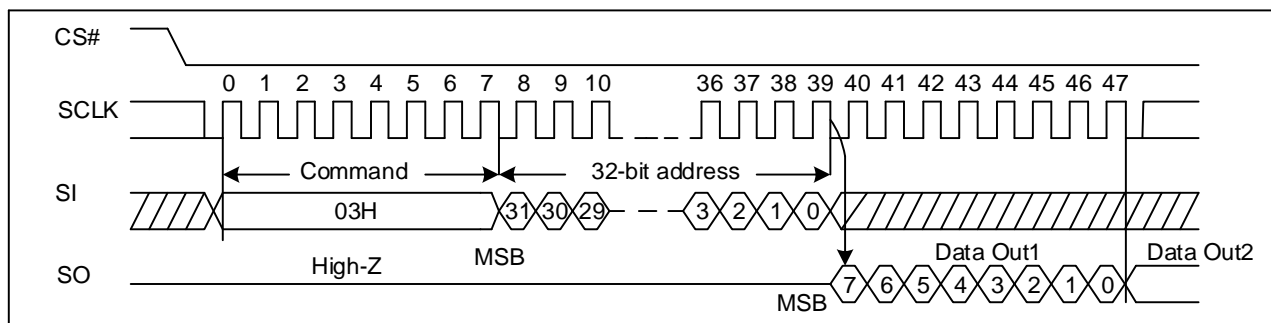 CS#
0 1 2 3 4 5 6 7 8 9 10 36 37 38 39 40 41 42 43 44 45 46 47
SCLK
Command 32-bit address
SI
03H 31 30 29 3 2 1 0
High-Z MSB Data Out1 Data Out2
SO
MSB 7 6 5 4 3 2 1 0